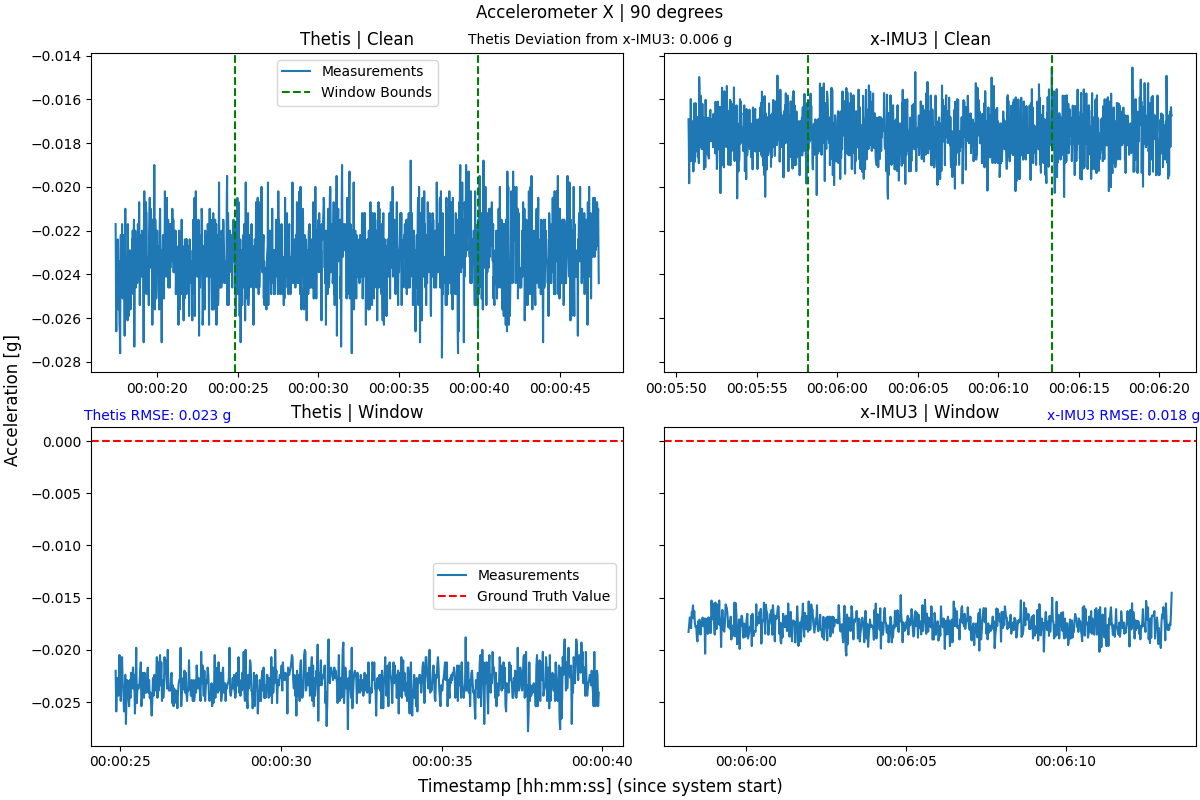 Accelerometer X | 90 degrees
Thetis | Clean
Thetis Deviation from x-IMU3: 0.006 g
x-IMU3 | Clean
Measurements
Window Bounds
−0.014
−0.016
−0.018
−0.020
−0.022
−0.024
−0.026
−0.028
00:00:20 00:00:25 00:00:30 00:00:35 00:00:40 00:00:45
00:05:50 00:05:55 00:06:00 00:06:05 00:06:10 00:06:15 00:06:20
Acceleration [g]
Thetis RMSE: 0.023 g
Thetis | Window
x-IMU3 | Window
x-IMU3 RMSE: 0.018 g
0.000
−0.005
−0.010
−0.015
−0.020
−0.025
Measurements
Ground Truth Value
00:00:25 00:00:30 00:00:35 00:00:40
00:06:00 00:06:05 00:06:10
Timestamp [hh:mm:ss] (since system start)